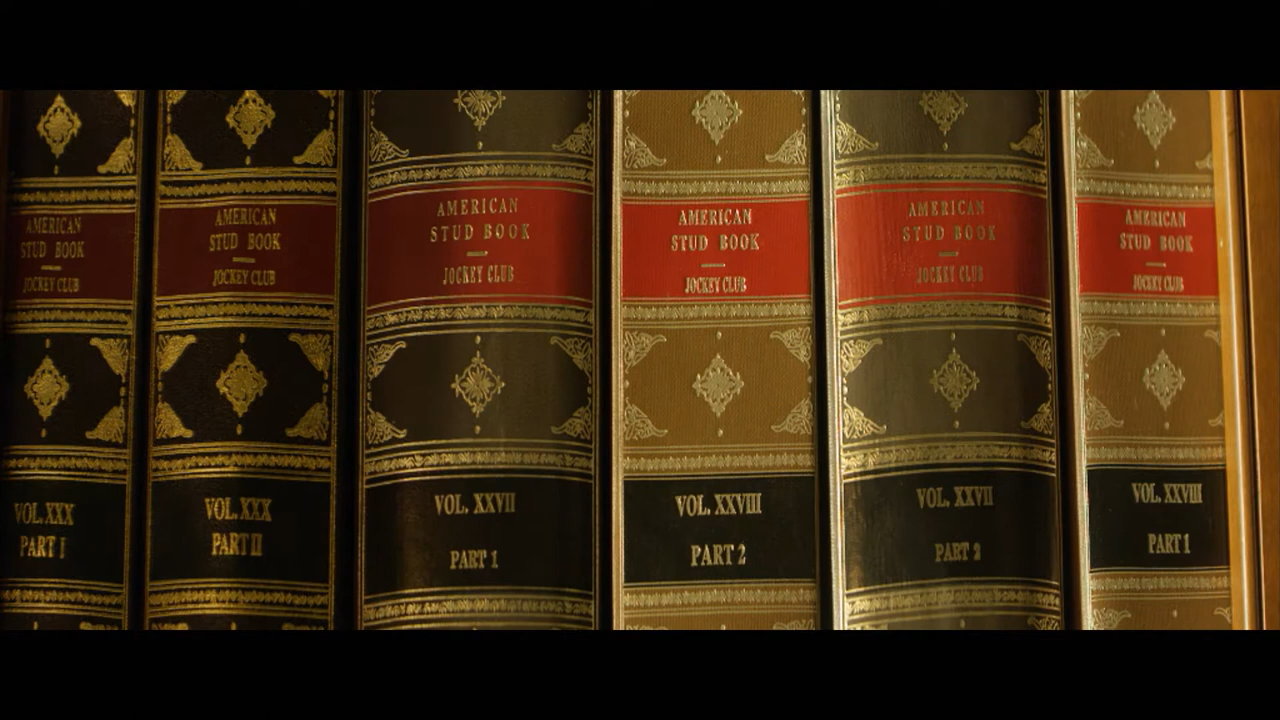 AMERICAN
STUD BOOK
JOCKEY CLUB
VOL. XXX
PART I
AMERICAN
STUD BOOK
JOCKEY CLUB
VOL. XXX
PART II
AMERICAN
STUD BOOK
JOCKEY CLUB
VOL. XXVII
PART 1
AMERICAN
STUD BOOK
JOCKEY CLUB
VOL. XXVIII
PART 2
AMERICAN
STUD BOOK
JOCKEY CLUB
VOL. XXVII
PART 2
AMERICAN
STUD BOOK
JOCKEY CLUB
VOL. XXVIII
PART 1